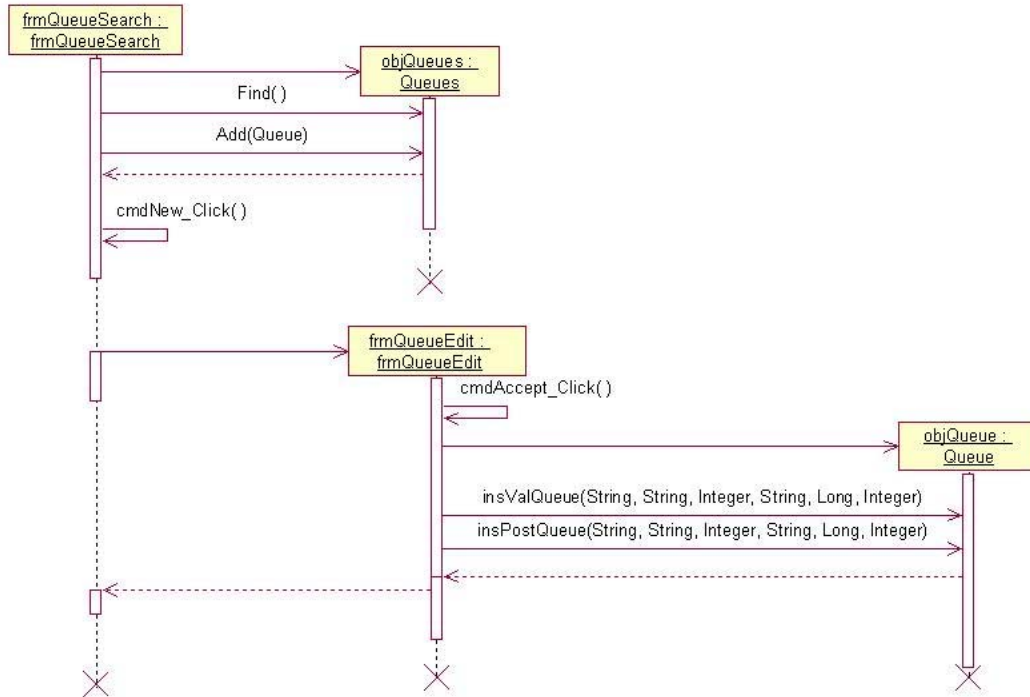 frmQueueSearch :
frmQueueSearch
objQueues :
Queues
Find( )
Add(Queue)
cmdNew_Click( )
frmQueueEdit :
frmQueueEdit
cmdAccept_Click( )
objQueue :
Queue
insValQueue(String, String, Integer, String, Long, Integer)
insPostQueue(String, String, Integer, String, Long, Integer)